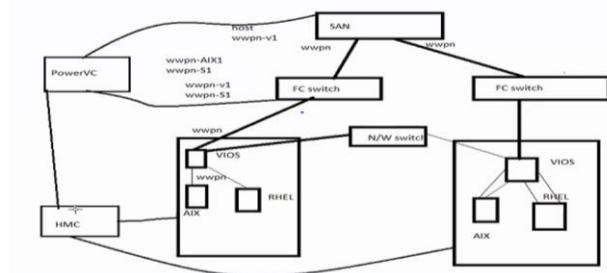 host
wwpn-v1
SAN
wwpn
wwpn
PowerVC
wwpn-AIX1
wwpn-S1
wwpn-v1
wwpn-S1
FC switch
FC switch
wwpn
N/W switch
VIOS
VIOS
wwpn
RHEL
RHEL
AIX
HMC
AIX